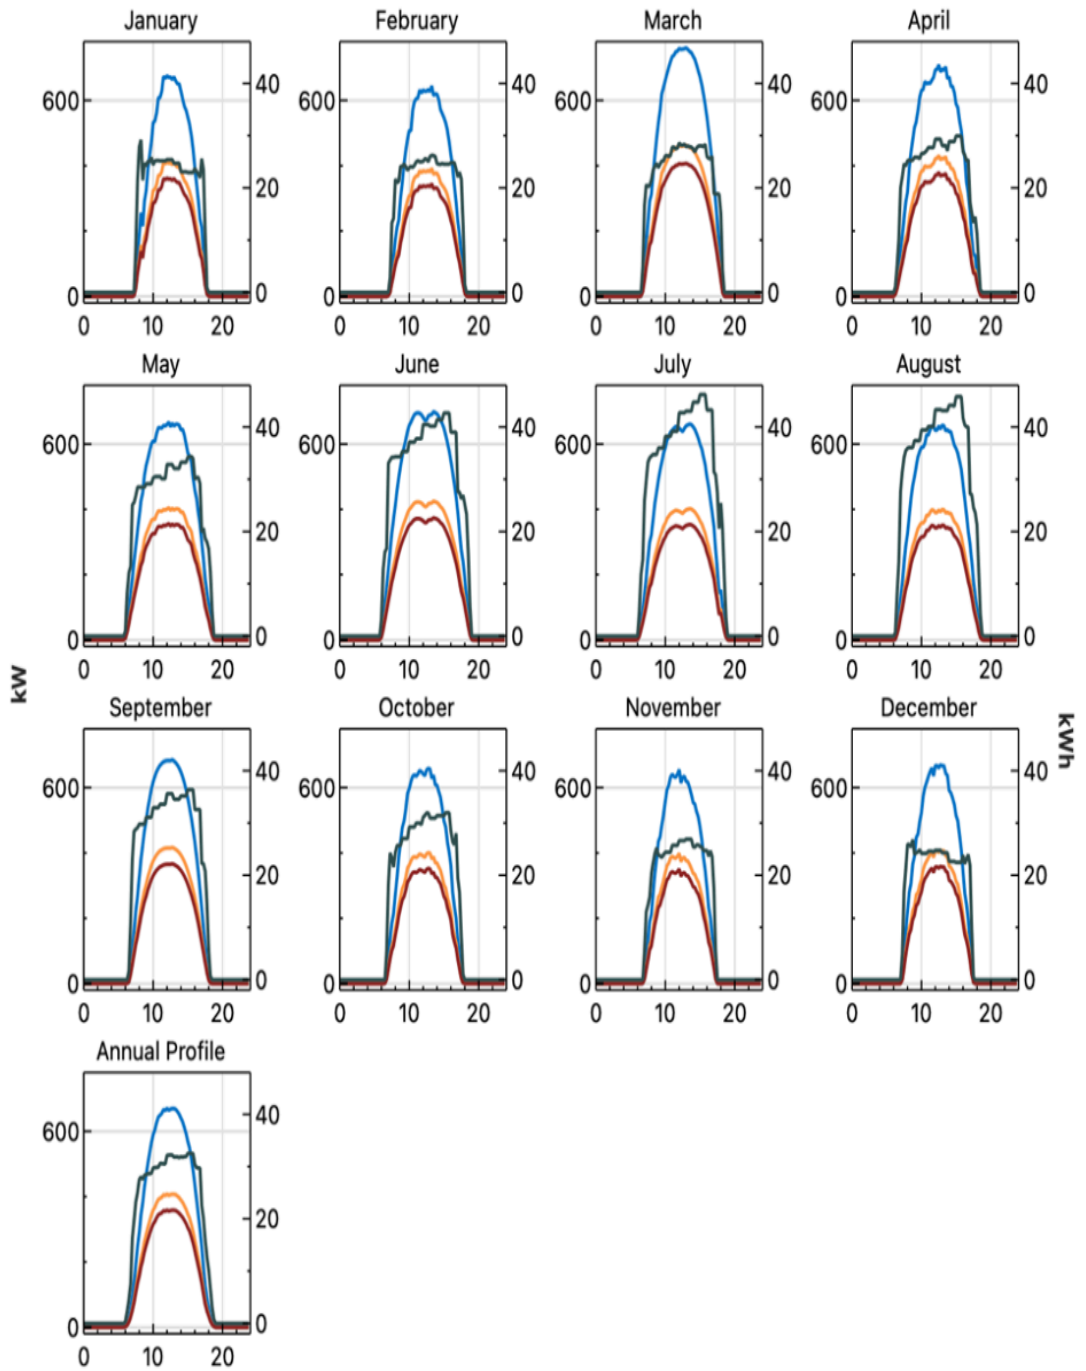 January February March April
600 40 600 40 600 40 600 40
20 20 20 20
0 0 0 0 0 0 0 0
0 10 20 0 10 20 0 10 20 0 10 20
May June July August
600 40 600 40 600 40 600 40
20 20 20 20
0 0 0 0 0 0 0 0
0 10 20 0 10 20 0 10 20 0 10 20
kW
September October November December
kWh
600 40 600 40 600 40 600 40
20 20 20 20
0 0 0 0 0 0 0 0
0 10 20 0 10 20 0 10 20 0 10 20
Annual Profile
600 40
20
0 0
0 10 20